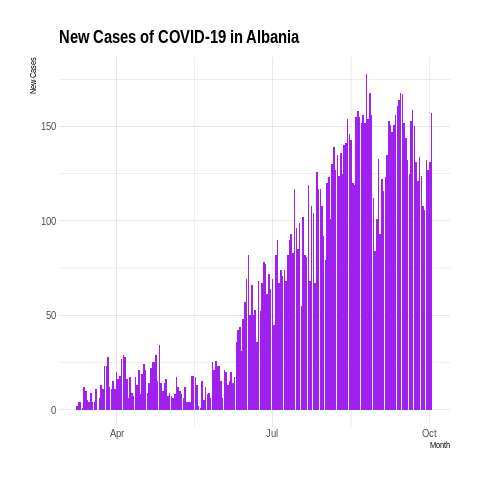 New Cases of COVID-19 in Albania
New Cases
150
100
50
0
Apr
Jul
Oct
Month